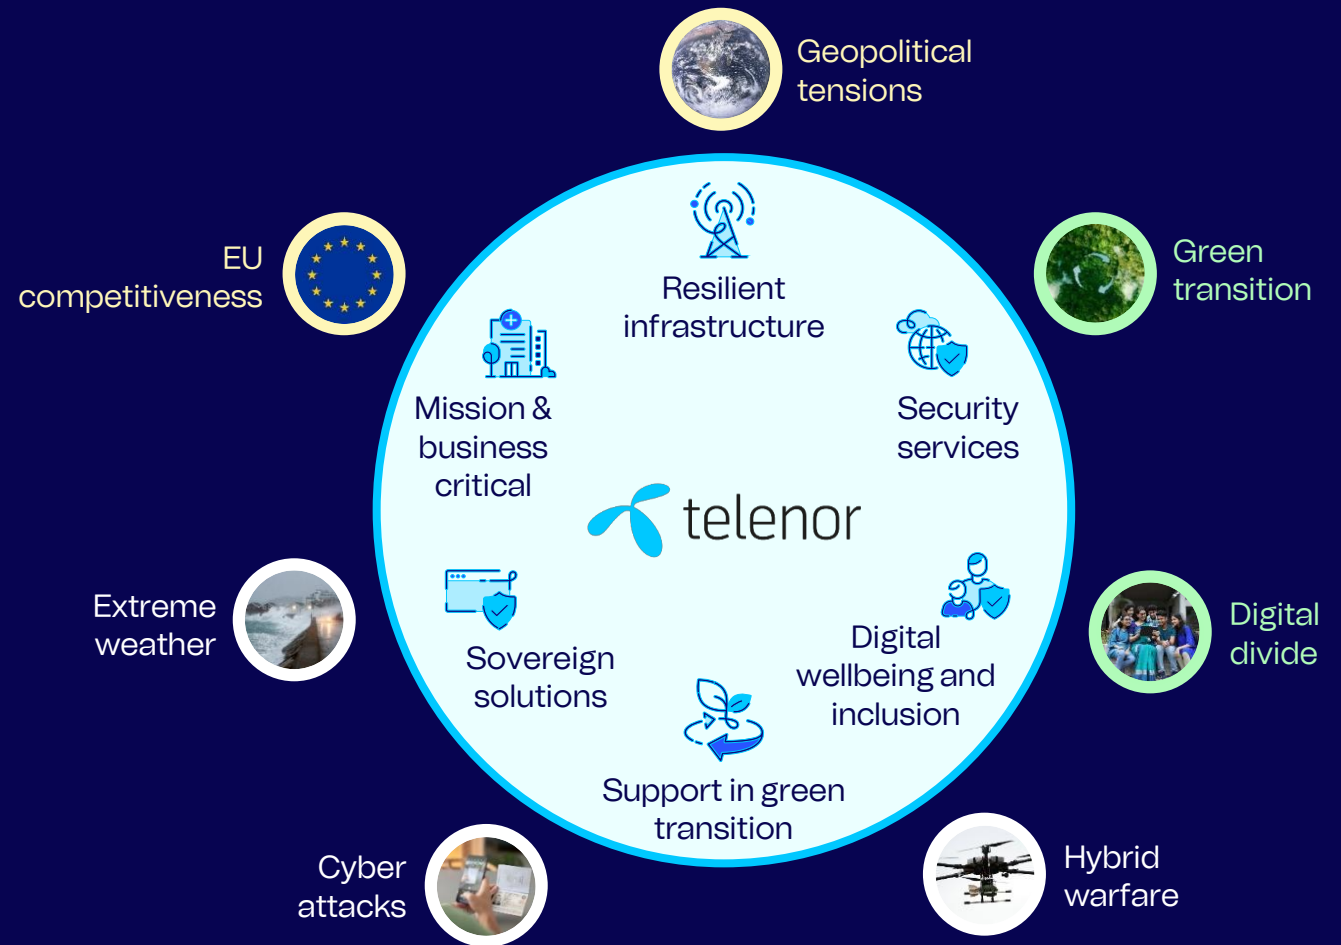 Geopolitical
tensions
EU
competitiveness
Green
transition
Resilient
infrastructure
Mission &
business
critical
Security
services
telenor
Extreme
weather
Sovereign
solutions
Digital
wellbeing and
inclusion
Digital
divide
Support in green
transition
Cyber
attacks
Hybrid
warfare